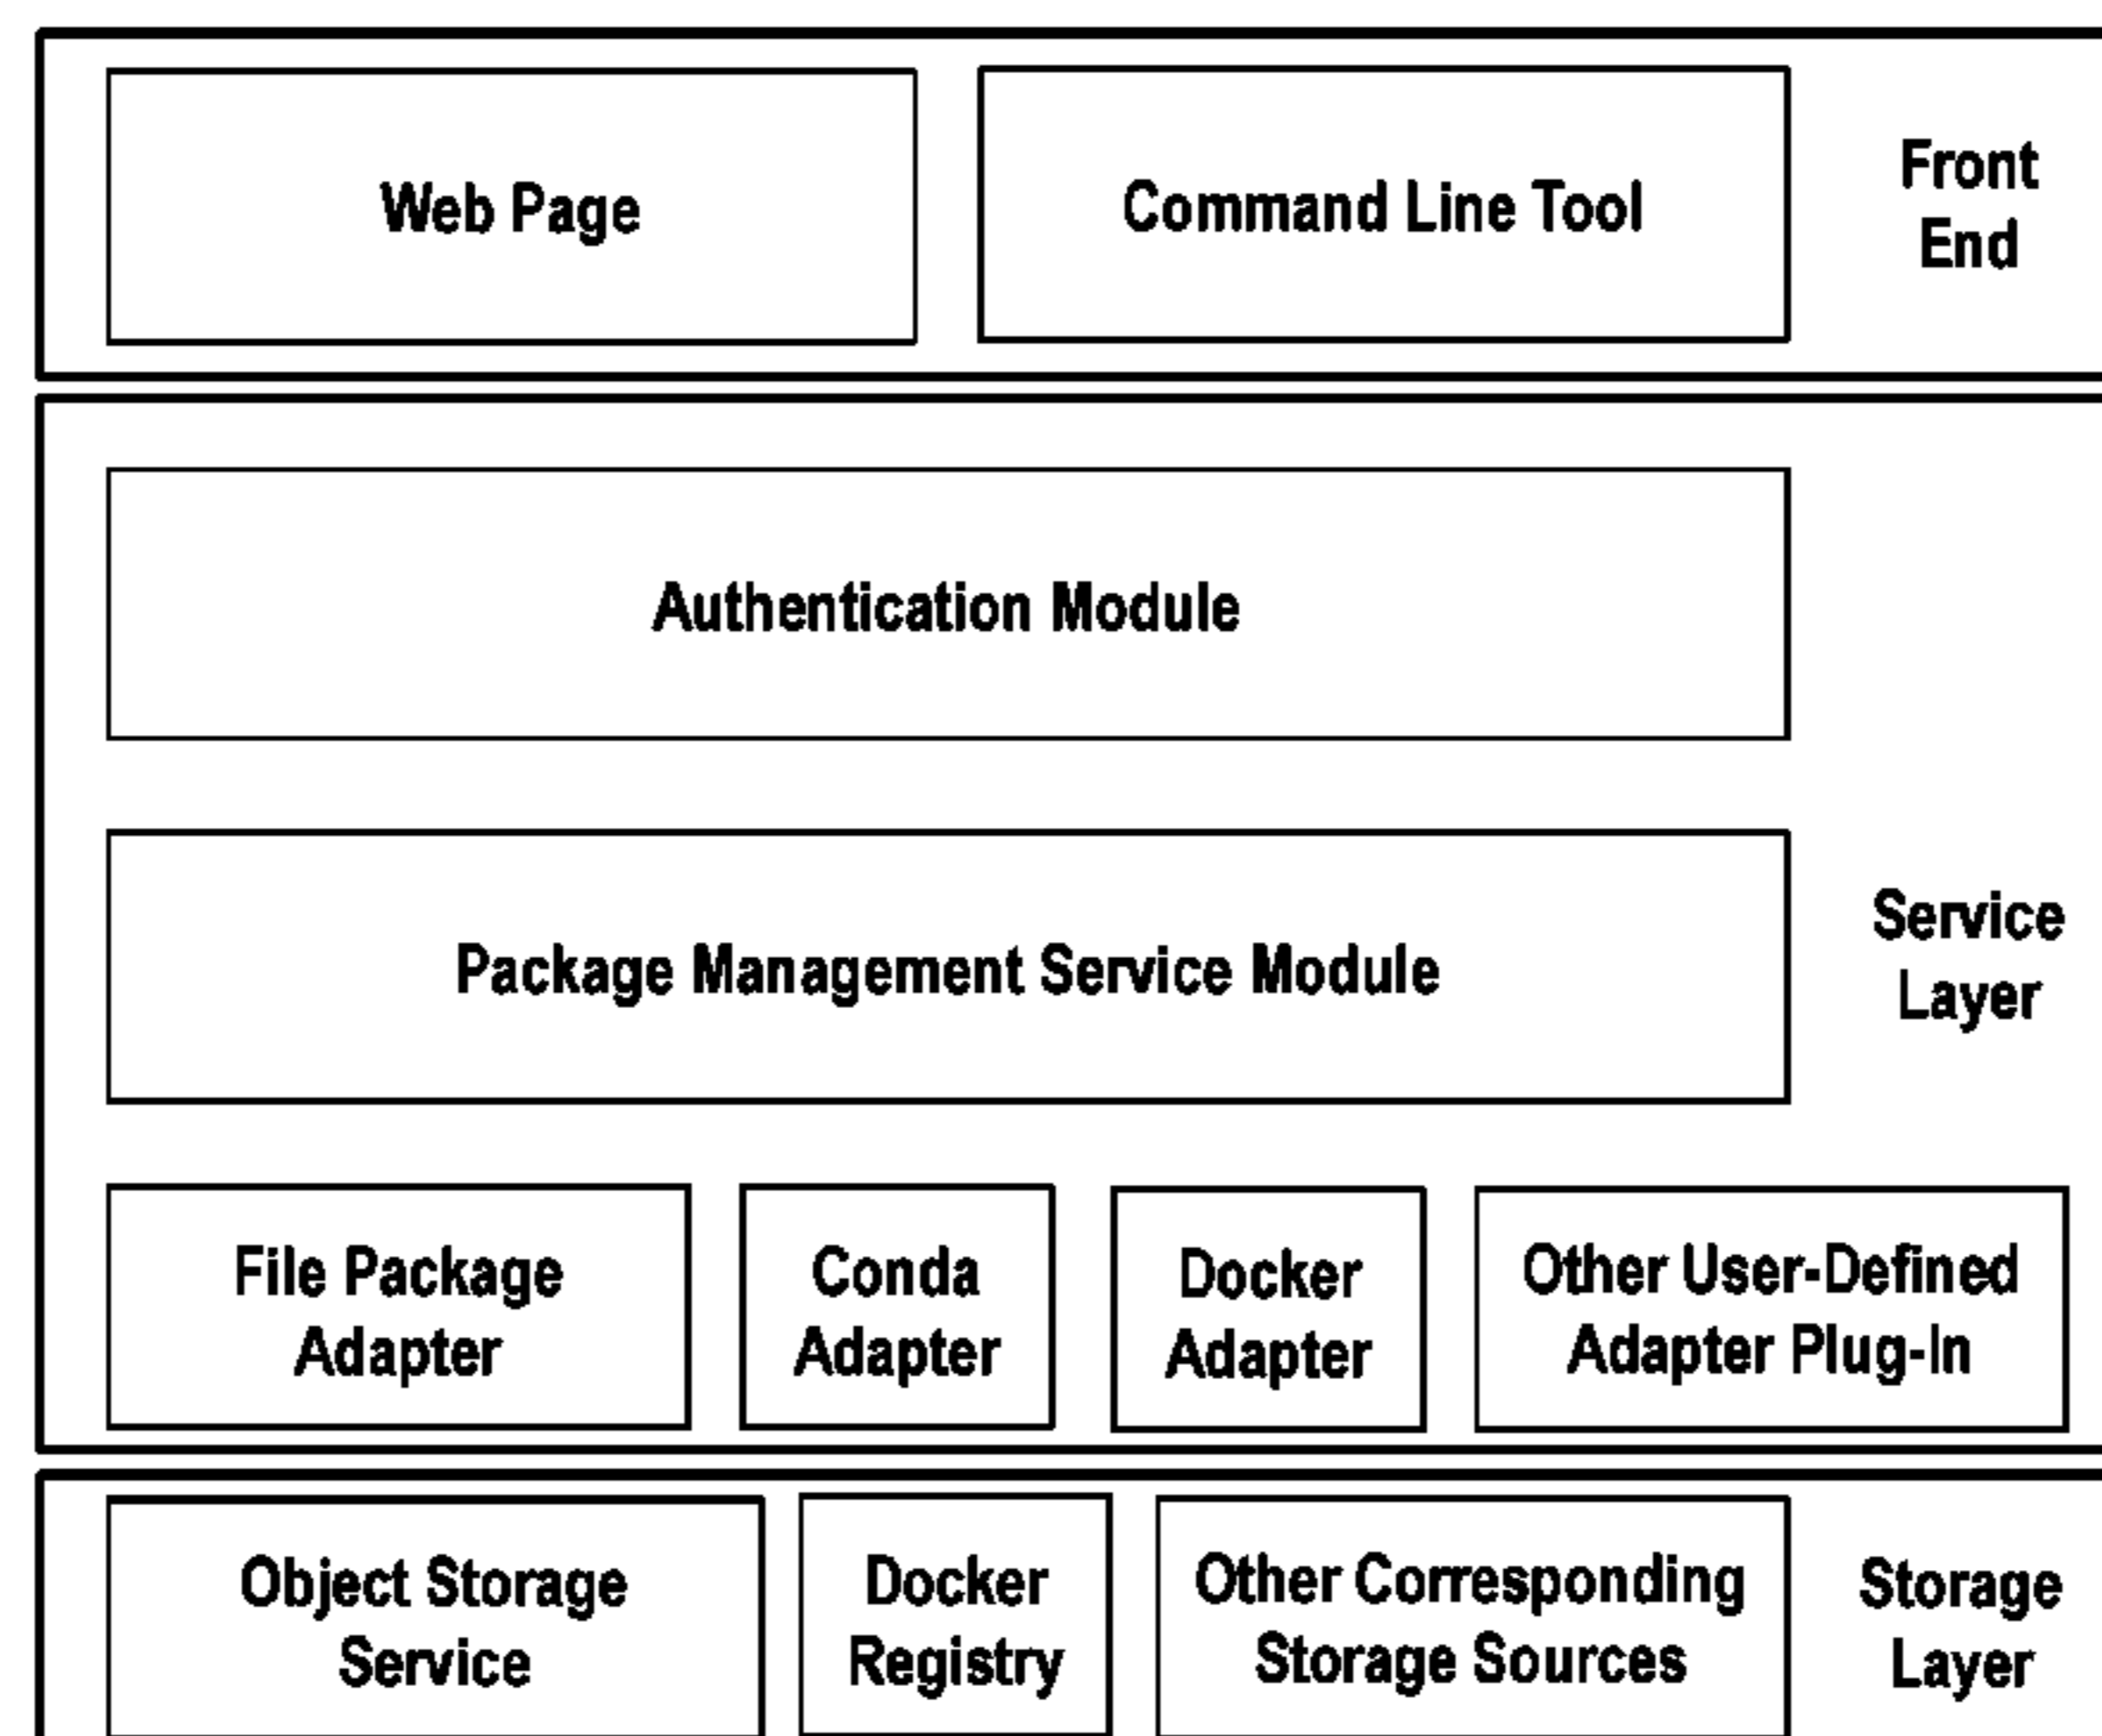 Web Page
Command Line Tool
Front
End
Authentication Module
Package Management Service Module
Service
Layer
File Package
Adapter
Conda
Adapter
Docker
Adapter
Other User-Defined
Adapter Plug-In
Object Storage
Service
Docker
Registry
Other Corresponding
Storage Sources
Storage
Layer